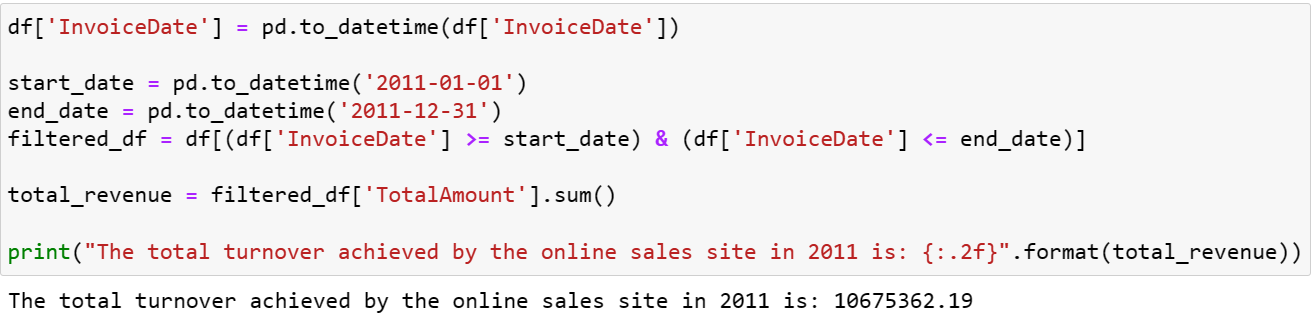 df['InvoiceDate'] = pd.to_datetime(df['InvoiceDate'])
start_date = pd.to_datetime('2011-01-01')
end_date = pd.to_datetime('2011-12-31')
filtered_df = df[(df['InvoiceDate'] >= start_date) & (df['InvoiceDate'] <= end_date)]
total_revenue = filtered_df['TotalAmount'].sum()
print("The total turnover achieved by the online sales site in 2011 is: {:.2f}".format(total_revenue))
The total turnover achieved by the online sales site in 2011 is: 10675362.19